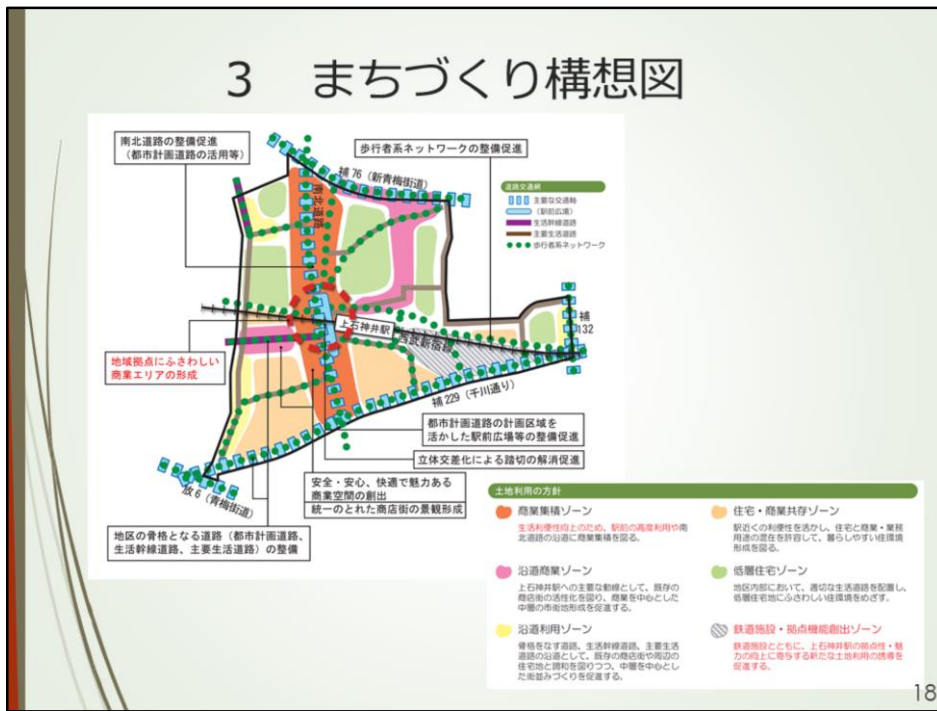 3　まちづくり構想図
南北道路の整備促進
（都市計画道路の活用等）
歩行者系ネットワークの整備促進
補76（新青梅街道）
南北道路
道路交通網
主要な交通軸
（駅前広場）
生活幹線道路
主要生活道路
歩行者系ネットワーク
補
132
上石神井駅
西武新宿線
地域拠点にふさわしい
商業エリアの形成
補229（千川通り）
都市計画道路の計画区域を
活かした駅前広場等の整備促進
立体交差化による踏切の解消促進
安全・安心、快適で魅力ある
商業空間の創出
統一のとれた商店街の景観形成
放6（青梅街道）
地区の骨格となる道路（都市計画道路、
生活幹線道路、主要生活道路）の整備
土地利用の方針
商業集積ゾーン
生活利便性向上のため、駅前の高度利用や南
北道路の沿道に商業集積を図る。
沿道商業ゾーン
上石神井駅への主要な動線として、既存の
商店街の活性化を図り、商業を中心とした
中層の市街地形成を促進する。
沿道利用ゾーン
骨格をなす道路、生活幹線道路、主要生活
道路の沿道として、既存の商店街や周辺の
住宅地と調和を図りつつ、中層を中心とし
た街並みづくりを促進する。
住宅・商業共存ゾーン
駅近くの利便性を活かし、住宅と商業・業務
用途の混在を許容して、暮らしやすい住環境
形成を図る。
低層住宅ゾーン
地区内部において、適切な生活道路を配置し、
低層住宅地にふさわしい住環境をめざす。
鉄道施設・拠点機能創出ゾーン
鉄道施設とともに、上石神井駅の拠点性・魅
力の向上に寄与する新たな土地利用の誘導を
促進する。
18